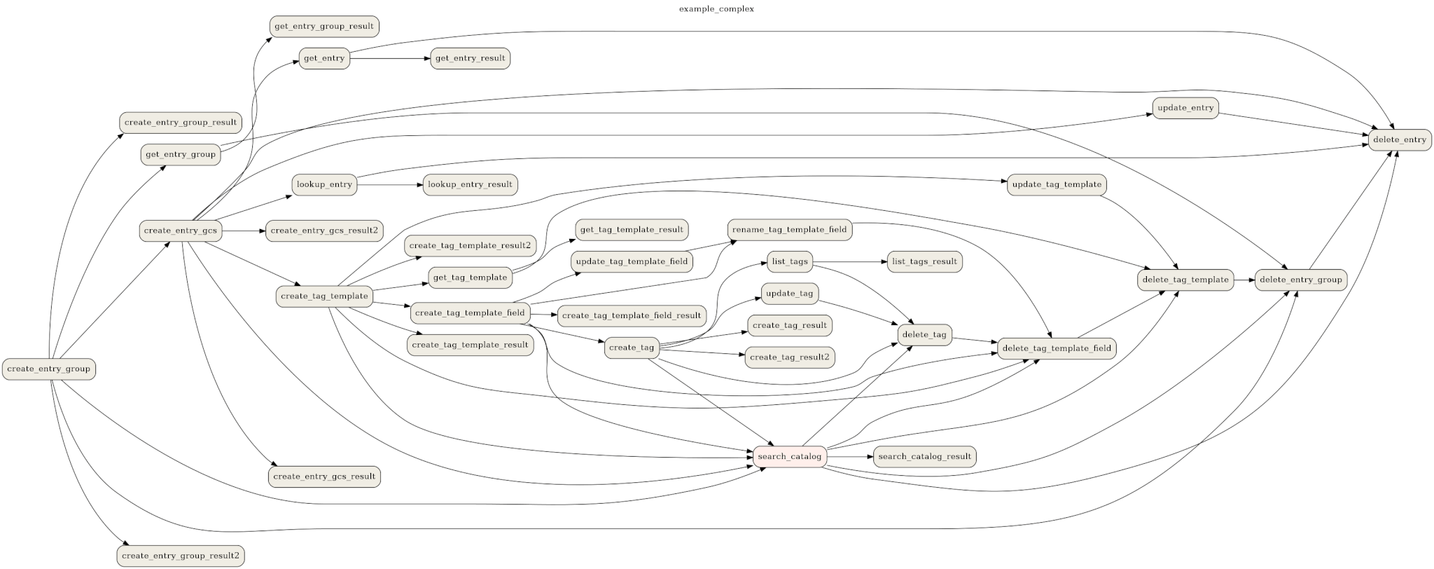 example_complex
get_entry_group_result
get_entry
get_entry_result
update_entry
create_entry_group_result
delete_entry
get_entry_group
lookup_entry
lookup_entry_result
update_tag_template
create_entry_gcs
create_entry_gcs_result2
get_tag_template_result
rename_tag_template_field
create_tag_template_result2
update_tag_template_field
list_tags
list_tags_result
get_tag_template
delete_tag_template
delete_entry_group
create_tag_template
update_tag
create_tag_template_field
create_tag_template_field_result
create_tag_result
delete_tag
create_tag_template_result
create_tag
delete_tag_template_field
create_tag_result2
create_entry_group
search_catalog
search_catalog_result
create_entry_gcs_result
create_entry_group_result2